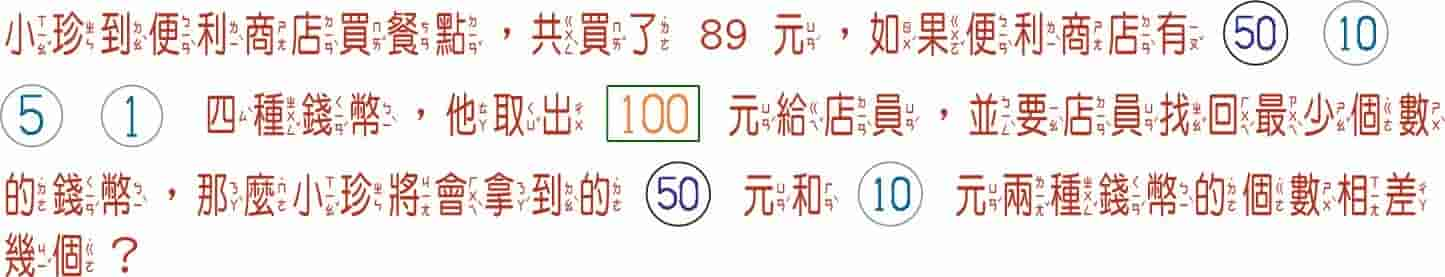 小珍到便利商店買餐點，共買了 89 元，如果便利商店有 50 10
5 1 四種錢幣，他取出 100 元給店員，並要店員找回最少個數
的錢幣，那麼小珍將會拿到的 50 元和 10 元兩種錢幣的個數相差
幾個？